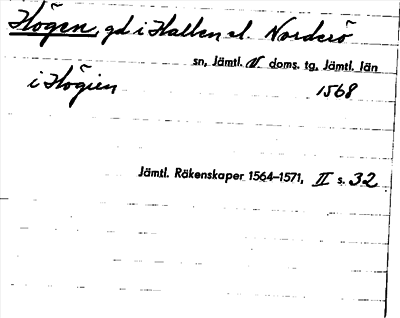 Högen, gd i Hallen el. Norderö
sn, Jämtl. V doms. tg, Jämtl. län
i Högien 1568
Jämtl. Räkenskaper 1564-1571, II s. 32